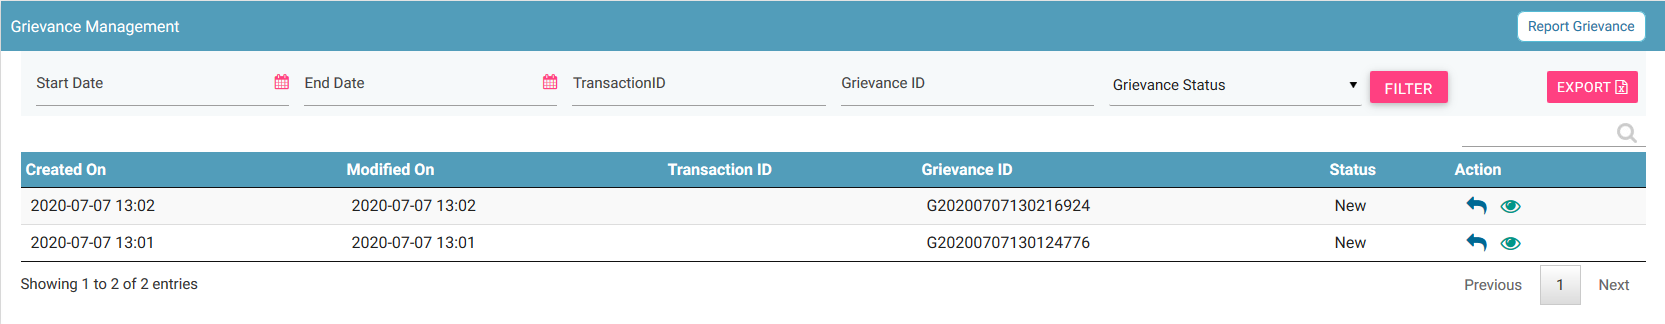 Grievance Management Report Grievance
Start Date End Date TransactionID Grievance ID Grievance Status FILTER EXPORT
Created On Modified On Transaction ID Grievance ID Status Action
2020-07-07 13:02 2020-07-07 13:02 G20200707130216924 New
2020-07-07 13:01 2020-07-07 13:01 G20200707130124776 New
Showing 1 to 2 of 2 entries Previous 1 Next